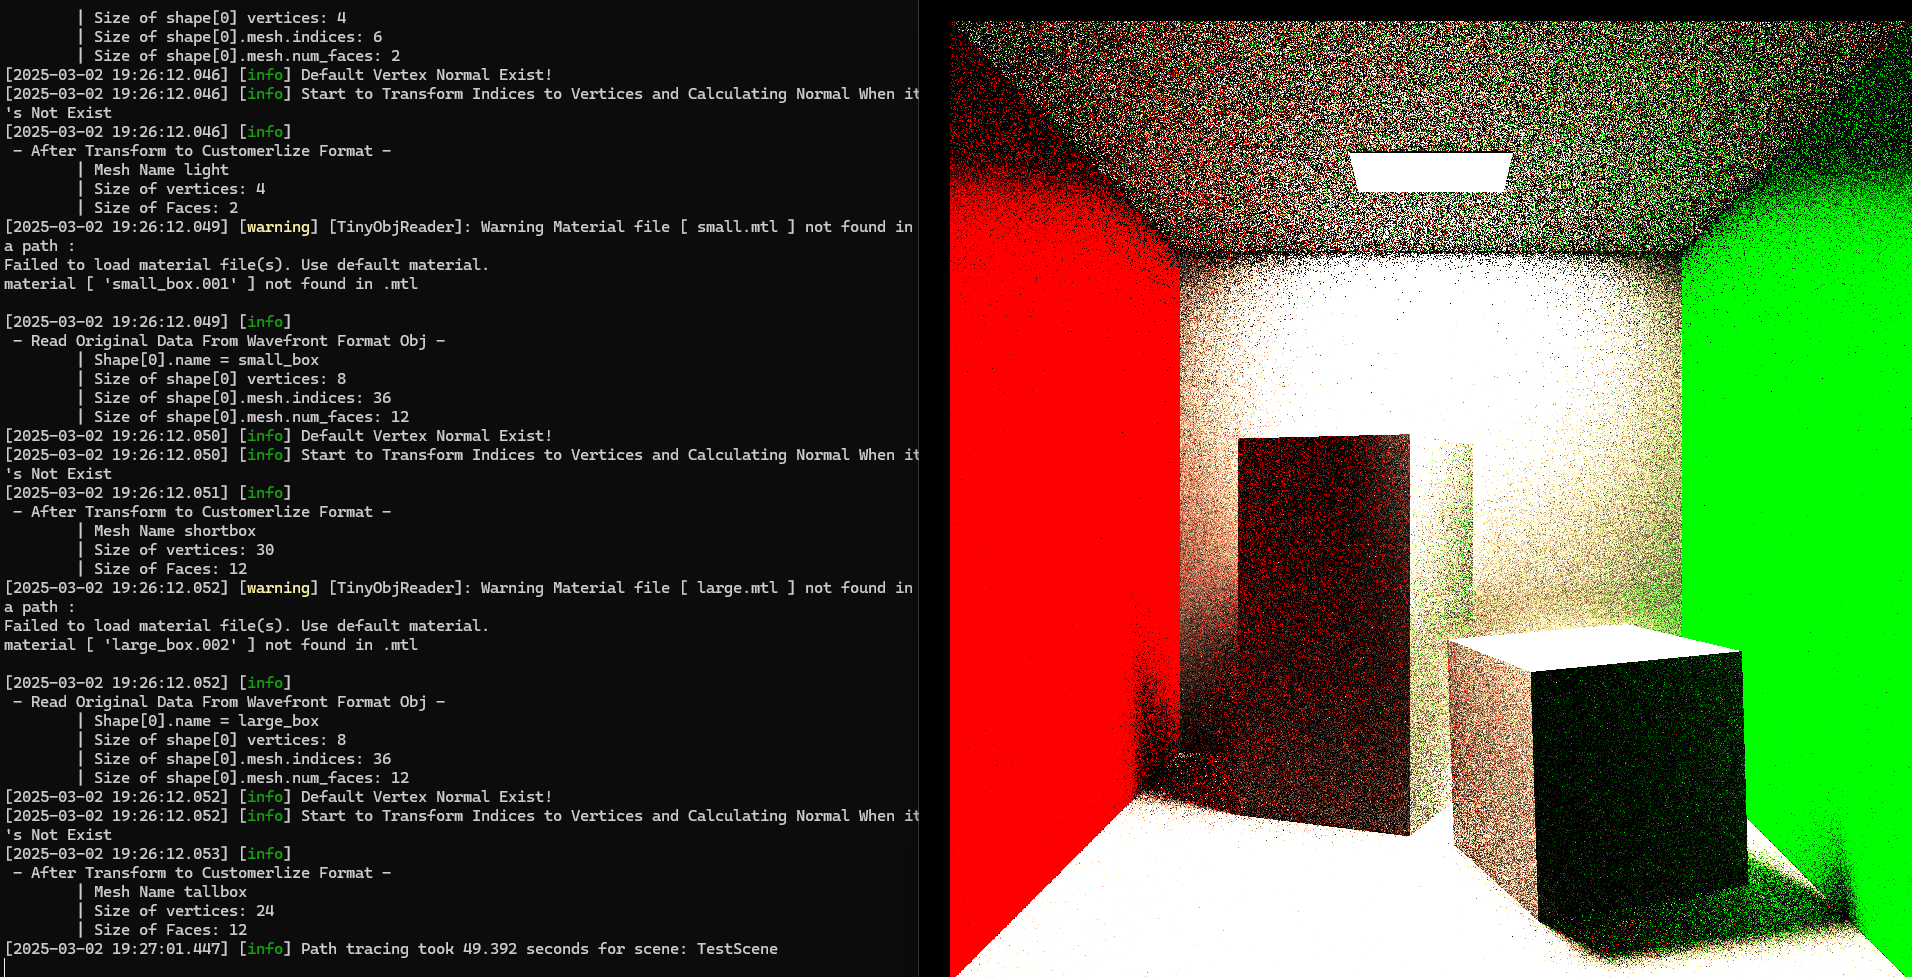 | Size of shape[0] vertices: 4
| Size of shape[0].mesh.indices: 6
| Size of shape[0].mesh.num_faces: 2
[2025-03-02 19:26:12.046] [info] Default Vertex Normal Exist!
[2025-03-02 19:26:12.046] [info] Start to Transform Indices to Vertices and Calculating Normal When it
's Not Exist
[2025-03-02 19:26:12.046] [info]
- After Transform to Customerlize Format -
| Mesh Name light
| Size of vertices: 4
| Size of Faces: 2
[2025-03-02 19:26:12.049] [warning] [TinyObjReader]: Warning Material file [ small.mtl ] not found in
a path :
Failed to load material file(s). Use default material.
material [ 'small_box.001' ] not found in .mtl
[2025-03-02 19:26:12.049] [info]
- Read Original Data From Wavefront Format Obj -
| Shape[0].name = small_box
| Size of shape[0] vertices: 8
| Size of shape[0].mesh.indices: 36
| Size of shape[0].mesh.num_faces: 12
[2025-03-02 19:26:12.050] [info] Default Vertex Normal Exist!
[2025-03-02 19:26:12.050] [info] Start to Transform Indices to Vertices and Calculating Normal When it
's Not Exist
[2025-03-02 19:26:12.051] [info]
- After Transform to Customerlize Format -
| Mesh Name shortbox
| Size of vertices: 30
| Size of Faces: 12
[2025-03-02 19:26:12.052] [warning] [TinyObjReader]: Warning Material file [ large.mtl ] not found in
a path :
Failed to load material file(s). Use default material.
material [ 'large_box.002' ] not found in .mtl
[2025-03-02 19:26:12.052] [info]
- Read Original Data From Wavefront Format Obj -
| Shape[0].name = large_box
| Size of shape[0] vertices: 8
| Size of shape[0].mesh.indices: 36
| Size of shape[0].mesh.num_faces: 12
[2025-03-02 19:26:12.052] [info] Default Vertex Normal Exist!
[2025-03-02 19:26:12.052] [info] Start to Transform Indices to Vertices and Calculating Normal When it
's Not Exist
[2025-03-02 19:26:12.053] [info]
- After Transform to Customerlize Format -
| Mesh Name tallbox
| Size of vertices: 24
| Size of Faces: 12
[2025-03-02 19:27:01.447] [info] Path tracing took 49.392 seconds for scene: TestScene